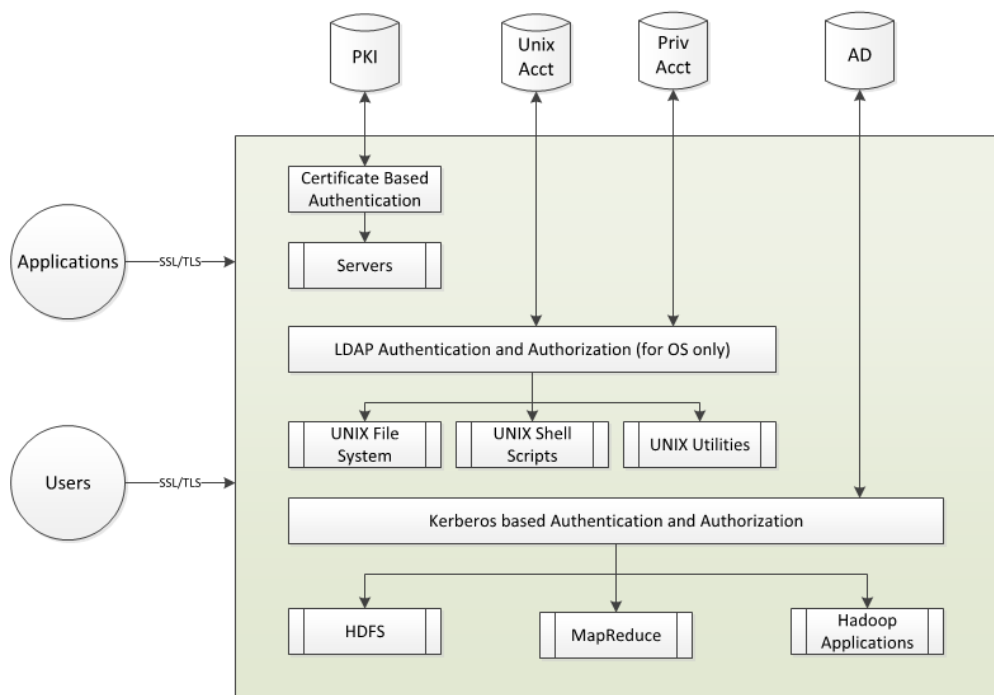 PKI
Unix
Acct
Priv
Acct
AD
Certificate Based
Authentication
Applications
SSL/TLS
Servers
LDAP Authentication and Authorization (for OS only)
UNIX File
System
UNIX Shell
Scripts
UNIX Utilities
Users
SSL/TLS
Kerberos based Authentication and Authorization
HDFS
MapReduce
Hadoop
Applications